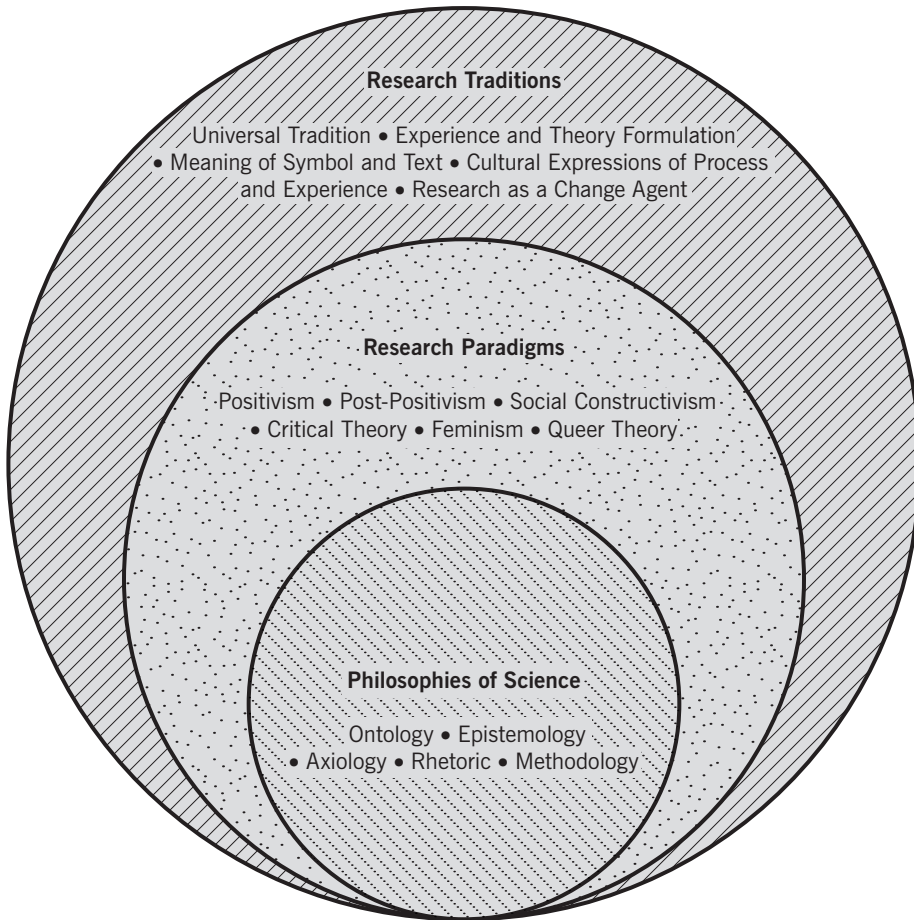 Research Traditions
Universal Tradition • Experience and Theory Formulation
• Meaning of Symbol and Text • Cultural Expressions of Process
and Experience • Research as a Change Agent
Research Paradigms
Positivism • Post-Positivism • Social Constructivism
• Critical Theory • Feminism • Queer Theory
Philosophies of Science
Ontology • Epistemology
• Axiology • Rhetoric • Methodology